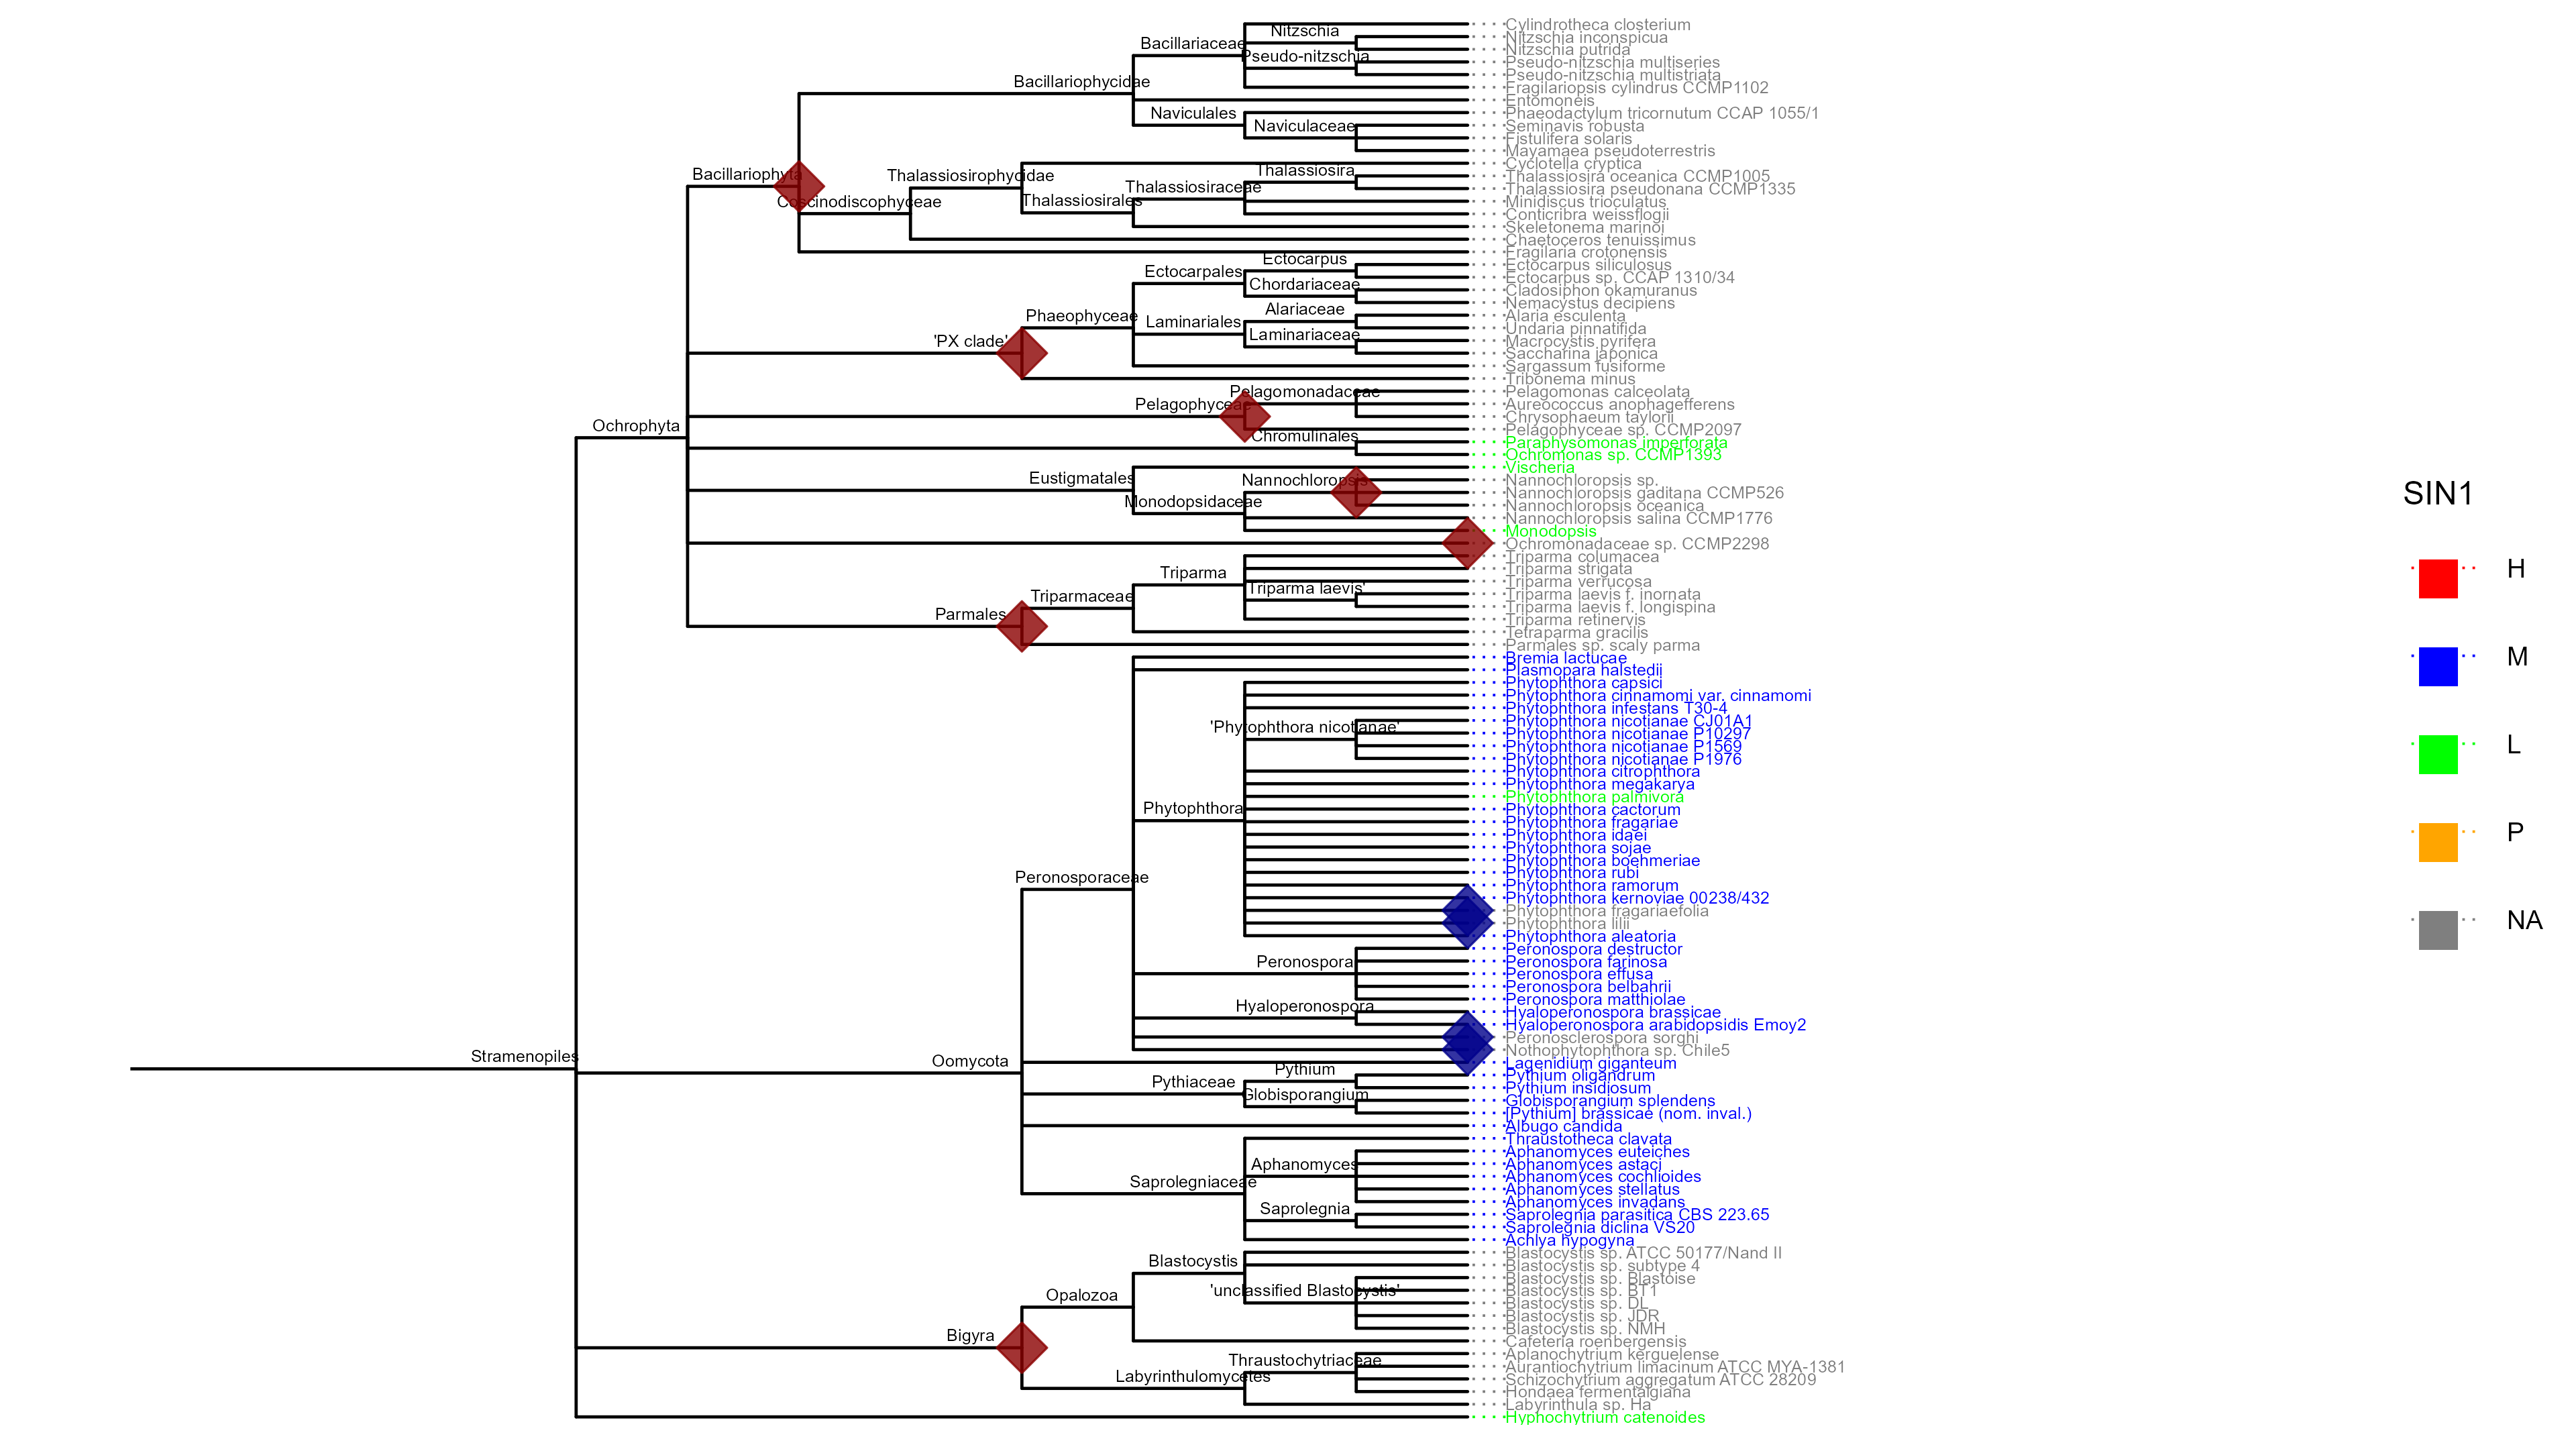 Cylindrotheca closterium
Nitzschia
Nitzschia inconspicua
Bacillariaceae
Nitzschia putrida
Pseudo-nitzschia
Pseudo-nitzschia multiseries
Pseudo-nitzschia multistriata
Bacillariophycidae
Fragilariopsis cylindrus CCMP1102
Entomoneis
Naviculales
Phaeodactylum tricornutum CCAP 1055/1
Naviculaceae
Seminavis robusta
Fistulifera solaris
Mayamaea pseudoterrestris
Cyclotella cryptica
Bacillariophyta
Thalassiosirophycidae
Thalassiosira
Thalassiosira oceanica CCMP1005
Thalassiosiraceae
Thalassiosira pseudonana CCMP1335
Coscinodiscophyceae
Thalassiosirales
Minidiscus trioculatus
Conticribra weissflogii
Skeletonema marinoi
Chaetoceros tenuissimus
Fragilaria crotonensis
Ectocarpus
Ectocarpus siliculosus
Ectocarpales
Ectocarpus sp. CCAP 1310/34
Chordariaceae
Cladosiphon okamuranus
Nemacystus decipiens
Phaeophyceae
Alariaceae
Alaria esculenta
Laminariales
Undaria pinnatifida
'PX clade'
Laminariaceae
Macrocystis pyrifera
Saccharina japonica
Sargassum fusiforme
Tribonema minus
Pelagomonadaceae
Pelagomonas calceolata
Pelagophyceae
Aureococcus anophagefferens
Chrysophaeum taylorii
Ochrophyta
Pelagophyceae sp. CCMP2097
Chromulinales
Paraphysomonas imperforata
Ochromonas sp. CCMP1393
Vischeria
Eustigmatales
Nannochloropsis
Nannochloropsis sp.
Nannochloropsis gaditana CCMP526
Monodopsidaceae
Nannochloropsis oceanica
Nannochloropsis salina CCMP1776
Monodopsis
Ochromonadaceae sp. CCMP2298
Triparma columacea
Triparma
Triparma strigata
Triparma verrucosa
Triparmaceae
'Triparma laevis'
Triparma laevis f. inornata
Triparma laevis f. longispina
Parmales
Triparma retinervis
Tetraparma gracilis
Parmales sp. scaly parma
Bremia lactucae
Plasmopara halstedii
Phytophthora capsici
Phytophthora cinnamomi var. cinnamomi
Phytophthora infestans T30-4
'Phytophthora nicotianae'
Phytophthora nicotianae CJ01A1
Phytophthora nicotianae P10297
Phytophthora nicotianae P1569
Phytophthora nicotianae P1976
Phytophthora citrophthora
Phytophthora megakarya
Phytophthora palmivora
Phytophthora
Phytophthora cactorum
Phytophthora fragariae
Phytophthora idaei
Phytophthora sojae
Phytophthora boehmeriae
Phytophthora rubi
Peronosporaceae
Phytophthora ramorum
Phytophthora kernoviae 00238/432
Phytophthora fragariaefolia
Phytophthora lilii
Phytophthora aleatoria
Peronospora destructor
Peronospora
Peronospora farinosa
Peronospora effusa
Peronospora belbahrii
Peronospora matthiolae
Hyaloperonospora
Hyaloperonospora brassicae
Hyaloperonospora arabidopsidis Emoy2
Peronosclerospora sorghi
Nothophytophthora sp. Chile5
Stramenopiles
Oomycota
Lagenidium giganteum
Pythium
Pythium oligandrum
Pythiaceae
Pythium insidiosum
Globisporangium
Globisporangium splendens
[Pythium] brassicae (nom. inval.)
Albugo candida
Thraustotheca clavata
Aphanomyces euteiches
Aphanomyces
Aphanomyces astaci
Saprolegniaceae
Aphanomyces cochlioides
Aphanomyces stellatus
Aphanomyces invadans
Saprolegnia
Saprolegnia parasitica CBS 223.65
Saprolegnia diclina VS20
Achlya hypogyna
Blastocystis
Blastocystis sp. ATCC 50177/Nand II
Blastocystis sp. subtype 4
Blastocystis sp. Blastoise
'unclassified Blastocystis'
Blastocystis sp. BT1
Opalozoa
Blastocystis sp. DL
Blastocystis sp. JDR
Blastocystis sp. NMH
Bigyra
Cafeteria roenbergensis
Aplanochytrium kerguelense
Thraustochytriaceae
Aurantiochytrium limacinum ATCC MYA-1381
Labyrinthulomycetes
Schizochytrium aggregatum ATCC 28209
Hondaea fermentalgiana
Labyrinthula sp. Ha
Hyphochytrium catenoides
SIN1
H
M
L
P
NA